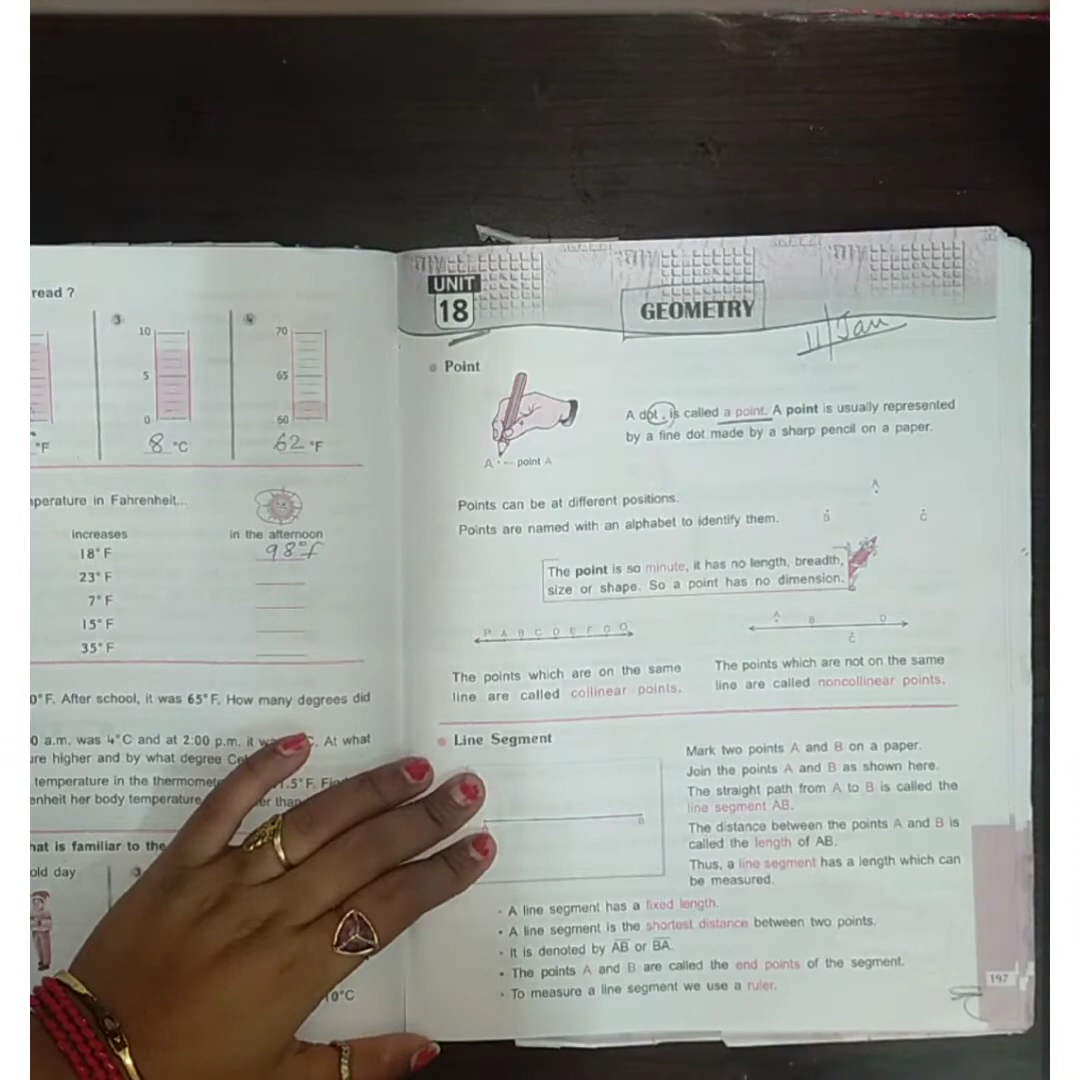 read ?
3
4
10
5
0
70
65
60
°F
8 °C
62 °F
perature in Fahrenheit...
increases
in the afternoon
18° F
98°f
23° F
7° F
15° F
35° F
0° F. After school, it was 65° F. How many degrees did
a.m. was 4°C and at 2:00 p.m. it At what
higher and by what degree
temperature in the
her body temperature
is familiar to the
old day
3
10°C
UNIT
18
GEOMETRY
11/Jan
Point
A point A
A dot . is called a point. A point is usually represented
by a fine dot made by a sharp pencil on a paper.
Points can be at different positions.
Points are named with an alphabet to identify them.
A
B
C
The point is so minute, it has no length, breadth,
size or shape. So a point has no dimension.
P A B C D E F G O
A
B
D
C
The points which are on the same
line are called collinear points.
The points which are not on the same
line are called noncollinear points.
Line Segment
A
B
Mark two points A and B on a paper.
Join the points A and B as shown here.
The straight path from A to B is called the
line segment AB.
The distance between the points A and B is
called the length of AB.
Thus, a line segment has a length which can
be measured.
• A line segment has a fixed length.
• A line segment is the shortest distance between two points.
• It is denoted by A̅B̅ or B̅A̅.
• The points A and B are called the end points of the segment.
• To measure a line segment we use a ruler.
197